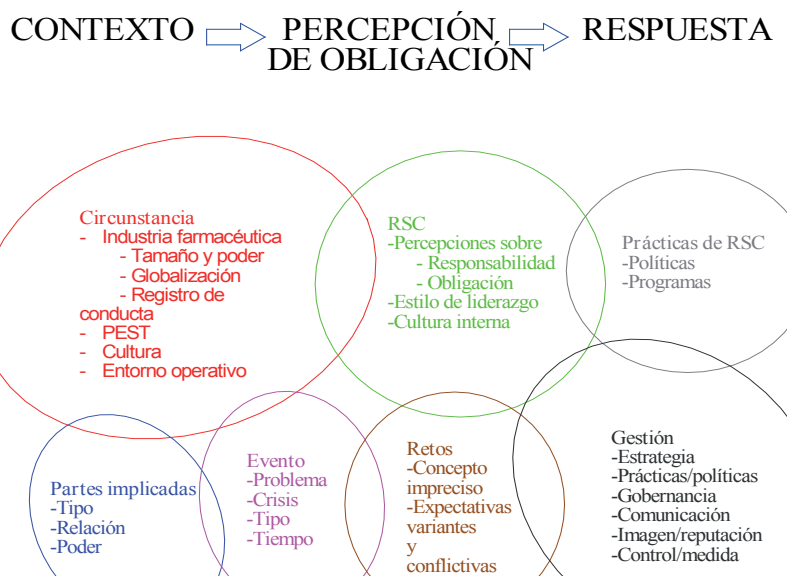 CONTEXTO PERCEPCIÓN RESPUESTA
DE OBLIGACIÓN
Circunstancia
- Industria farmacéutica
- Tamaño y poder
- Globalización
- Registro de
conducta
- PEST
- Cultura
- Entorno operativo
RSC
-Percepciones sobre
- Responsabilidad
- Obligación
-Estilo de liderazgo
-Cultura interna
Prácticas de RSC
-Políticas
-Programas
Partes implicadas
-Tipo
-Relación
-Poder
Evento
-Problema
-Crisis
-Tipo
-Tiempo
Retos
-Concepto
impreciso
-Expectativas
variantes
y
conflictivas
Gestión
-Estrategia
-Prácticas/políticas
-Gobernancia
-Comunicación
-Imagen/reputación
-Control/medida